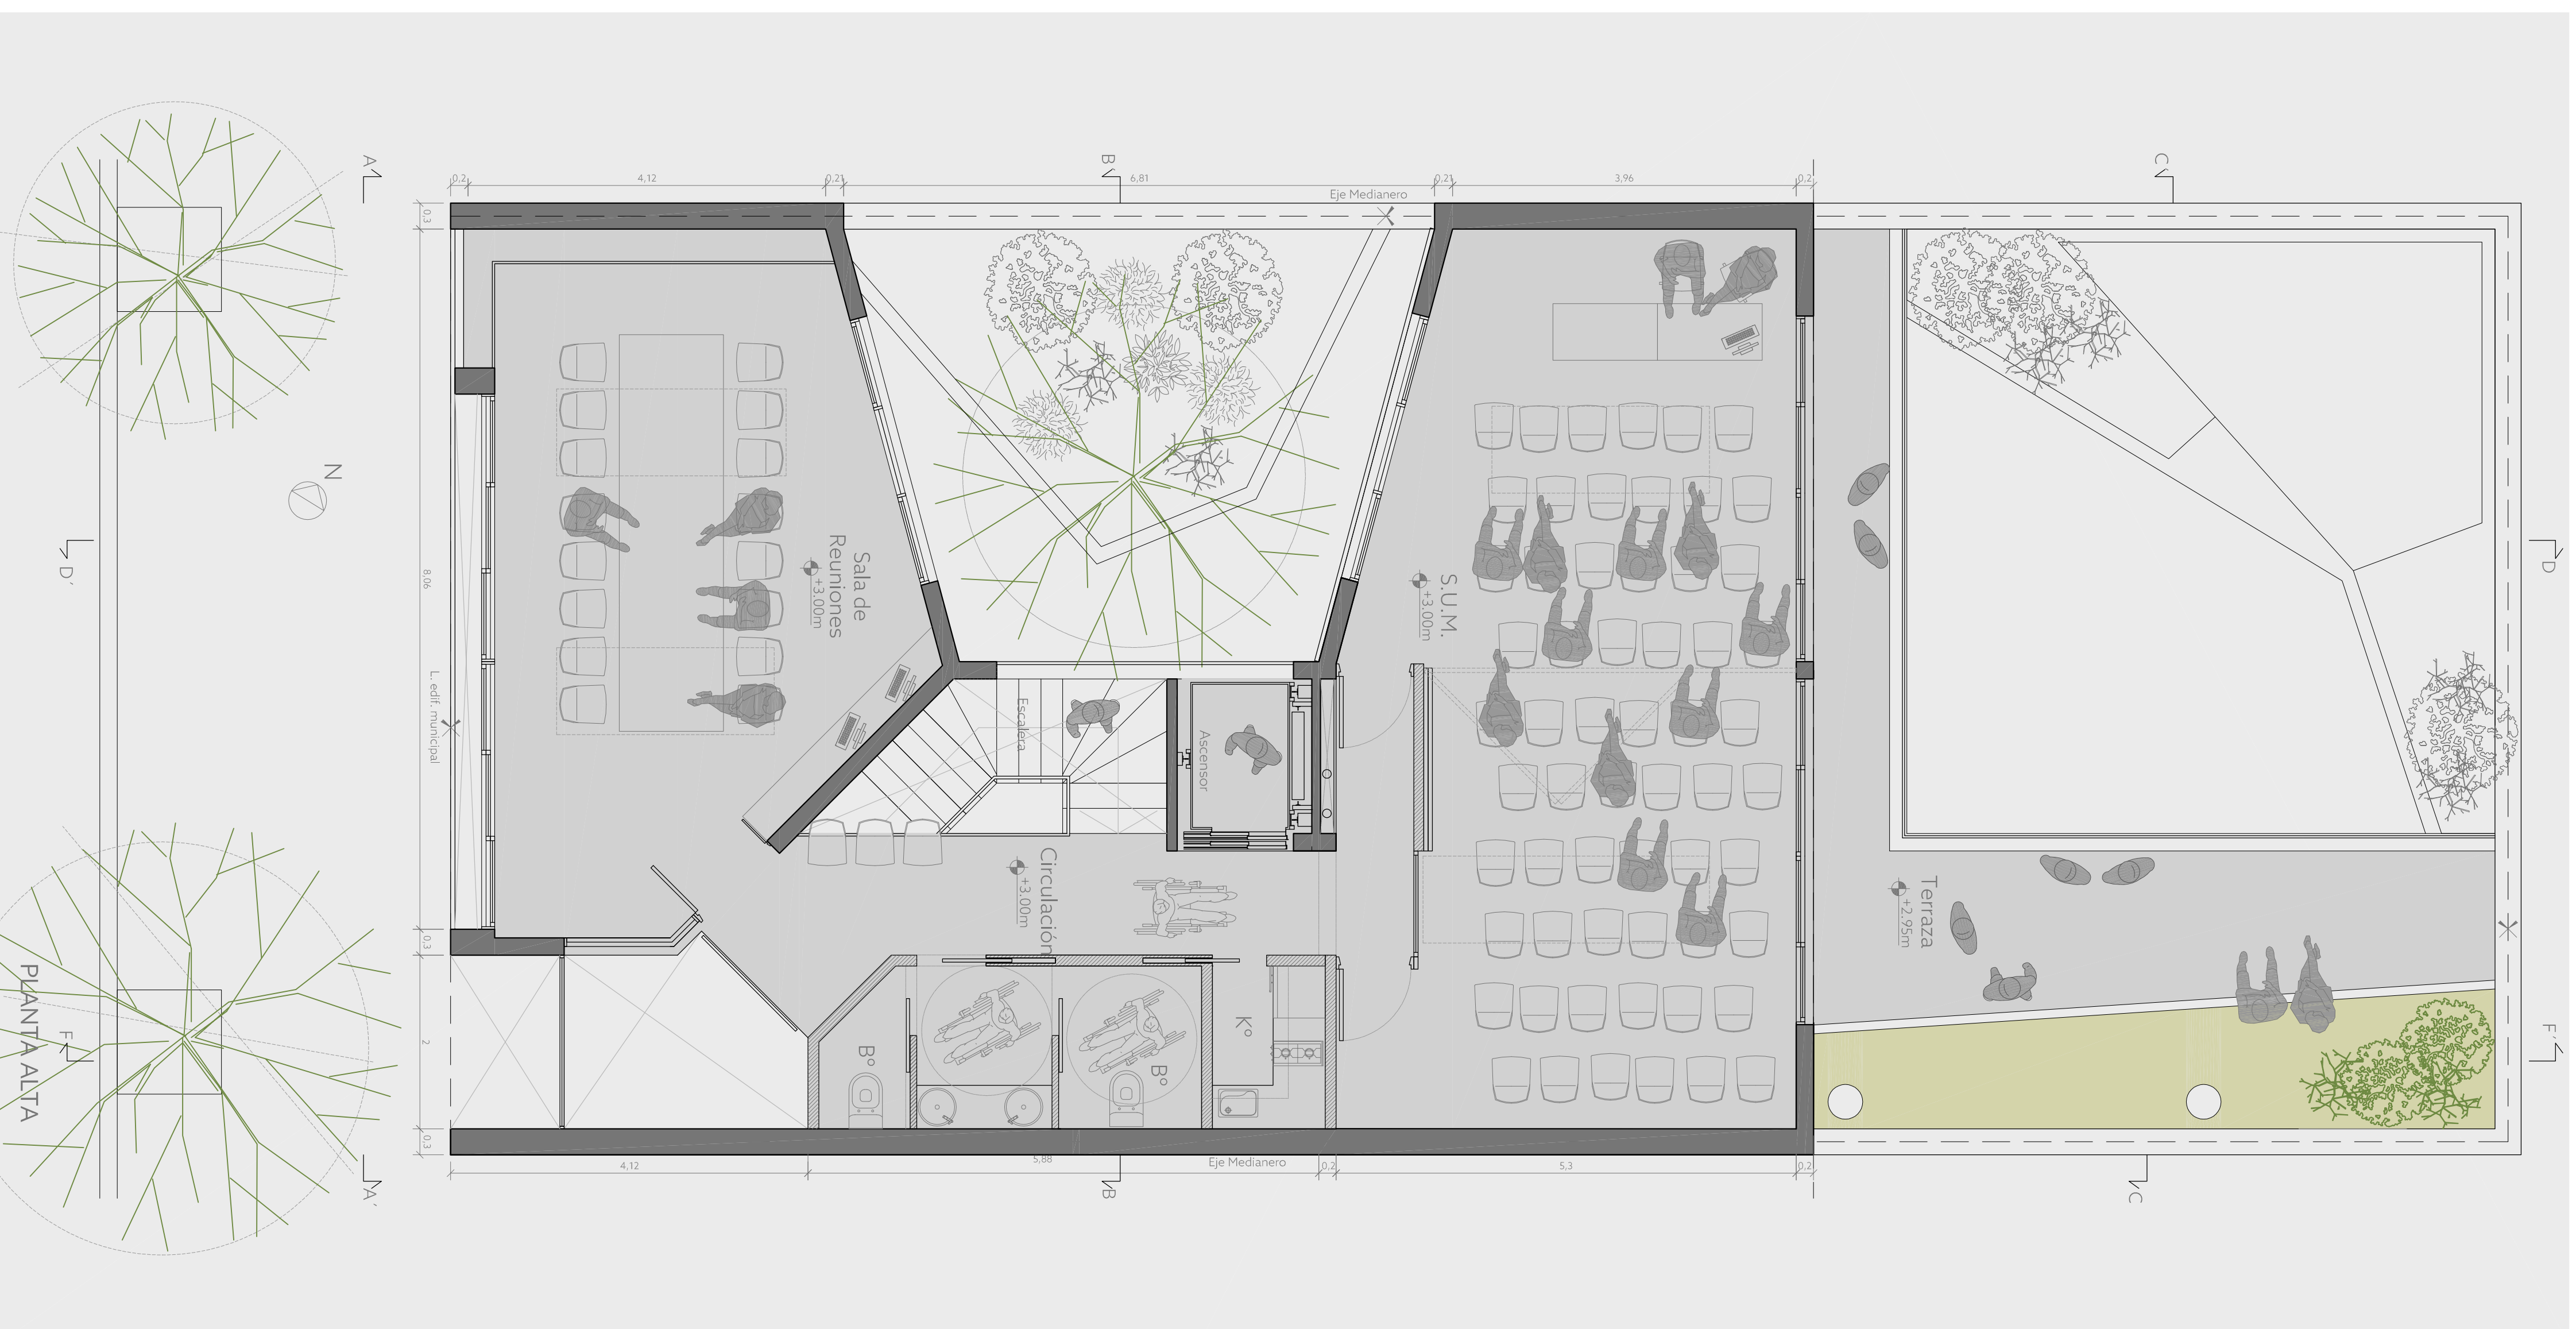 A´
B´
C´
0,2
4,12
0,21
6,81
0,21
3,96
0,2
Eje Medianero
0,3
N
D´
D
8,06
Sala de
Reuniones
+3.00m
S.U.M.
+3.00m
L. edif. municipal
Escalera
Ascensor
Circulación
+3.00m
Terraza
+2.95m
0,3
2
0,3
Bº
Bº
Kº
PLANTA ALTA
F
F´
4,12
5,88
Eje Medianero
0,2
5,3
0,2
A´
B
C